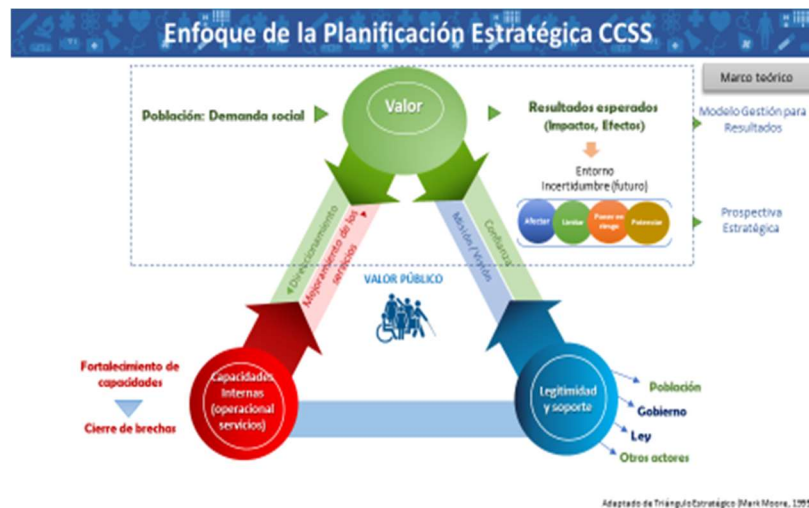 Enfoque de la Planificación Estratégica CCSS
Marco teórico
Valor
Población: Demanda social
Resultados esperados
(Impactos, Efectos)
Modelo Gestión para
Resultados
Entorno
Incertidumbre (futuro)
Afectar
Limitar
Poner en
riesgo
Potenciar
Prospectiva
Estratégica
Direccionamiento
Mejoramiento de los
servicios
Misión/Visión
Confianza
VALOR PÚBLICO
Fortalecimiento de
capacidades
Cierre de brechas
Capacidades
Internas
(operacional
servicios)
Legitimidad
y soporte
Población
Gobierno
Ley
Otros actores
Adaptado de Triángulo Estratégico (Mark Moore,